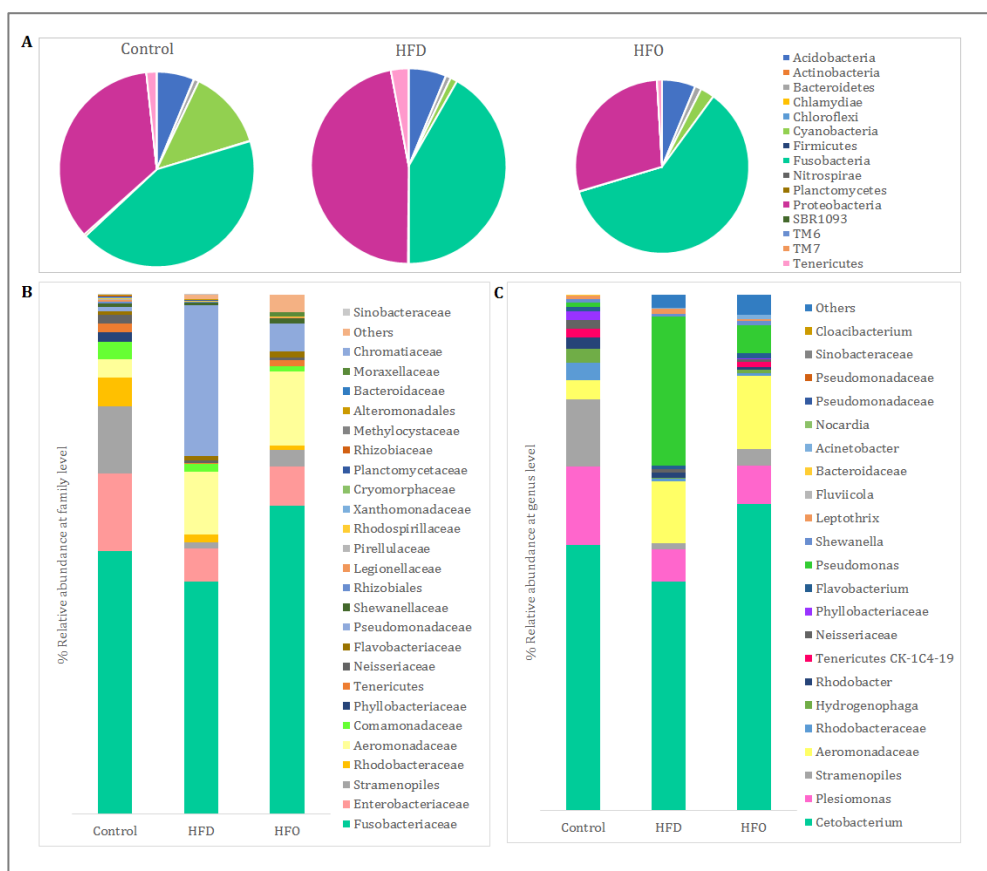 A
Control
HFD
HFO
Acidobacteria
Actinobacteria
Bacteroidetes
Chlamydiae
Chloroflexi
Cyanobacteria
Firmicutes
Fusobacteria
Nitrospirae
Planctomycetes
Proteobacteria
SBR1093
TM6
TM7
Tenericutes
B
% Relative abundance at family level
Control
HFD
HFO
Sinobacteraceae
Others
Chromatiaceae
Moraxellaceae
Bacteroidaceae
Alteromonadales
Methylocystaceae
Rhizobiaceae
Planctomycetaceae
Cryomorphaceae
Xanthomonadaceae
Rhodospirillaceae
Pirellulaceae
Legionellaceae
Rhizobiales
Shewanellaceae
Pseudomonadaceae
Flavobacteriaceae
Neisseriaceae
Tenericutes
Phyllobacteriaceae
Comamonadaceae
Aeromonadaceae
Rhodobacteraceae
Stramenopiles
Enterobacteriaceae
Fusobacteriaceae
C
% Relative abundance at genus level
Control
HFD
HFO
Others
Cloacibacterium
Sinobacteraceae
Pseudomonadaceae
Pseudomonadaceae
Nocardia
Acinetobacter
Bacteroidaceae
Fluviicola
Leptothrix
Shewanella
Pseudomonas
Flavobacterium
Phyllobacteriaceae
Neisseriaceae
Tenericutes CK-1C4-19
Rhodobacter
Hydrogenophaga
Rhodobacteraceae
Aeromonadaceae
Stramenopiles
Plesiomonas
Cetobacterium